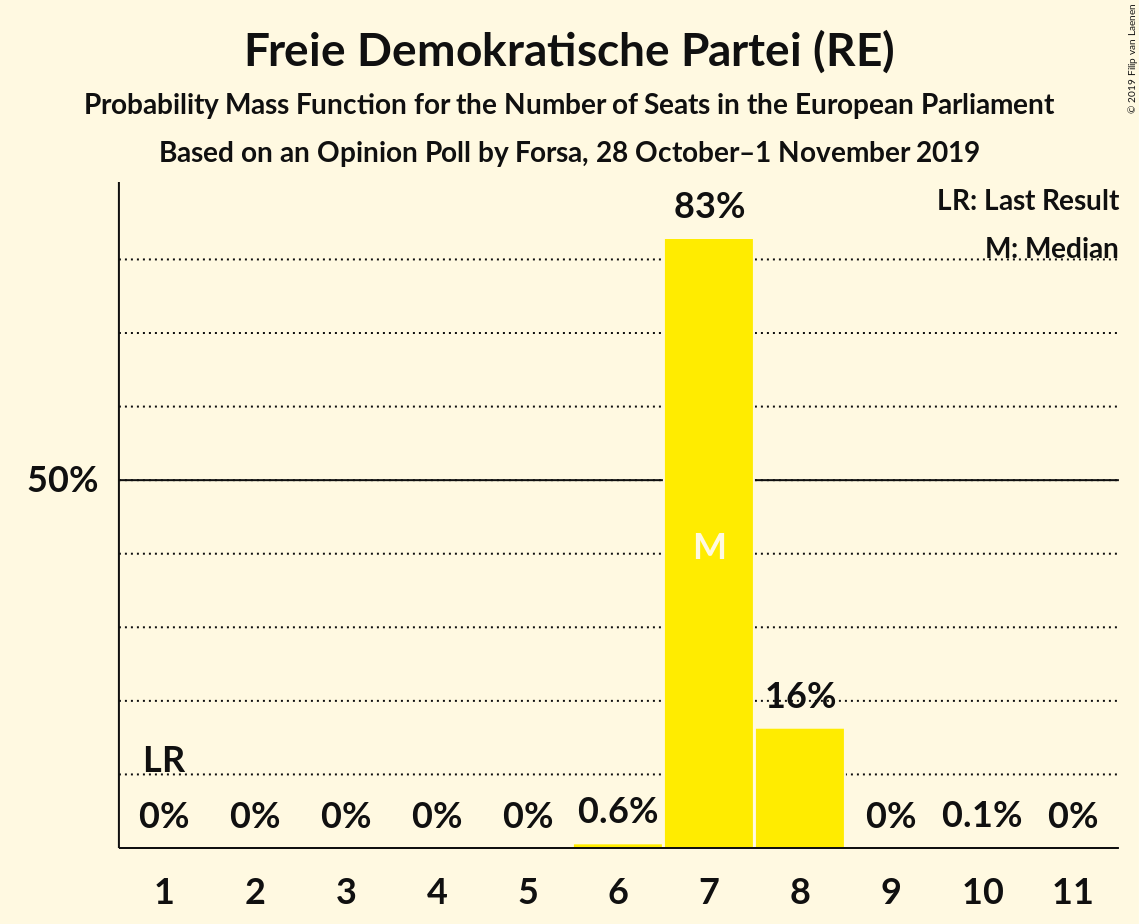 Freie Demokratische Partei (RE)
Probability Mass Function for the Number of Seats in the European Parliament
Based on an Opinion Poll by Forsa, 28 October–1 November 2019
© 2019 Filip van Laenen
LR: Last Result
M: Median
83%
50%
M
16%
LR
0% 0% 0% 0% 0% 0.6% 0% 0.1% 0%
1 2 3 4 5 6 7 8 9 10 11